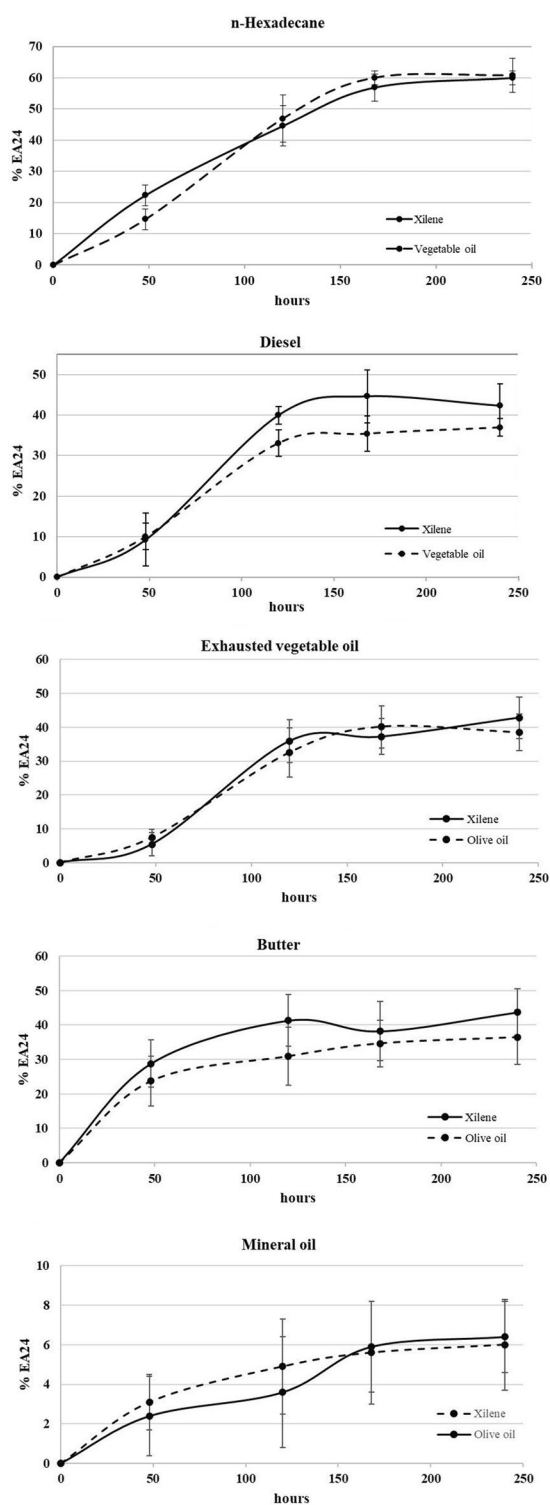 n-Hexadecane
70
60
50
40
30
20
10
0
% EA24
Xilene
Vegetable oil
0 50 100 150 200 250
hours
Diesel
50
40
30
20
10
0
% EA24
Xilene
Vegetable oil
0 50 100 150 200 250
hours
Exhausted vegetable oil
60
50
40
30
20
10
0
% EA24
Xilene
Olive oil
0 50 100 150 200 250
hours
Butter
60
50
40
30
20
10
0
% EA24
Xilene
Olive oil
0 50 100 150 200 250
hours
Mineral oil
10
8
6
4
2
0
% EA24
Xilene
Olive oil
0 50 100 150 200 250
hours